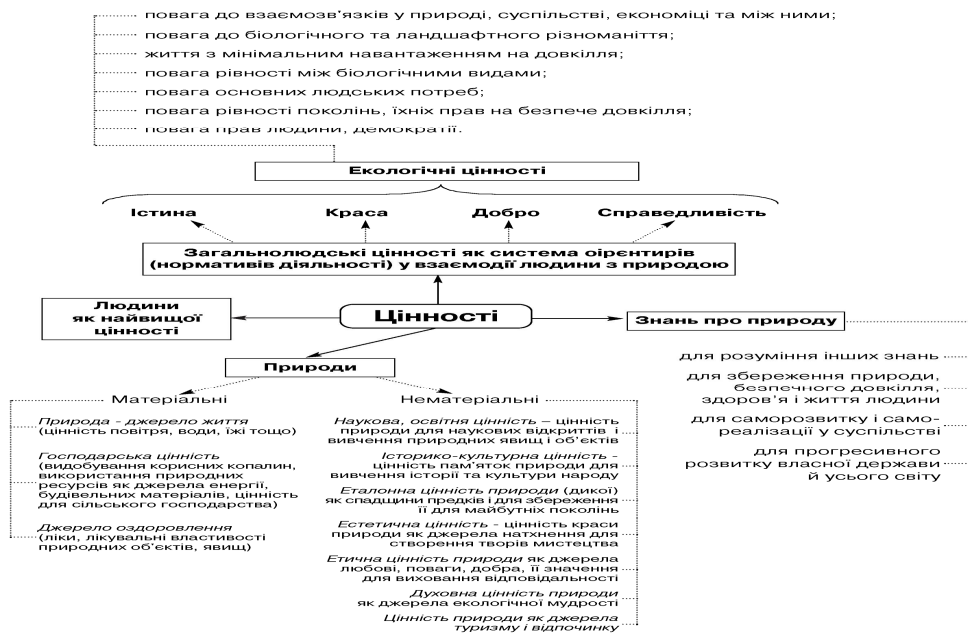 повага до взаємозв'язків у природі, суспільстві, економіці та між ними;
повага до біологічного та ландшафтного різноманіття;
життя з мінімальним навантаженням на довкілля;
повага рівності між біологічними видами;
повага основних людських потреб;
повага рівності поколінь, їхніх прав на безпече довкілля;
повага прав людини, демократії.
Екологічні цінності
Істина Краса Добро Справедливість
Загальнолюдські цінності як система оірєнтирів
(нормативів діяльності) у взаємодії людини з природою
Людини
як найвищої
цінності
Цінності
Знань про природу
для розуміння інших знань
для збереження природи,
безпечного довкілля,
здоров'я і життя людини
для саморозвитку і само-
реалізації у суспільстві
для прогресивного
розвитку власної держави
й усього світу
Природи
Матеріальні
Природа - джерело життя
(цінність повітря, води, їжі тощо)
Господарська цінність
(видобування корисних копалин,
використання природних
ресурсів як джерела енергії,
будівельних матеріалів, цінність
для сільського господарства)
Джерело оздоровлення
(ліки, лікувальні властивості
природних об'єктів, явищ)
Нематеріальні
Наукова, освітня цінність – цінність
природи для наукових відкриттів і
вивчення природних явищ і об'єктів
Історико-культурна цінність -
цінність пам'яток природи для
вивчення історії та культури народу
Еталонна цінність природи (дикої)
як спадщини предків і для збереження
її для майбутніх поколінь
Естетична цінність - цінність краси
природи як джерела натхнення для
створення творів мистецтва
Етична цінність природи як джерела
любові, поваги, добра, її значення
для виховання відповідальності
Духовна цінність природи
як джерела екологічної мудрості
Цінність природи як джерела
туризму і відпочинку